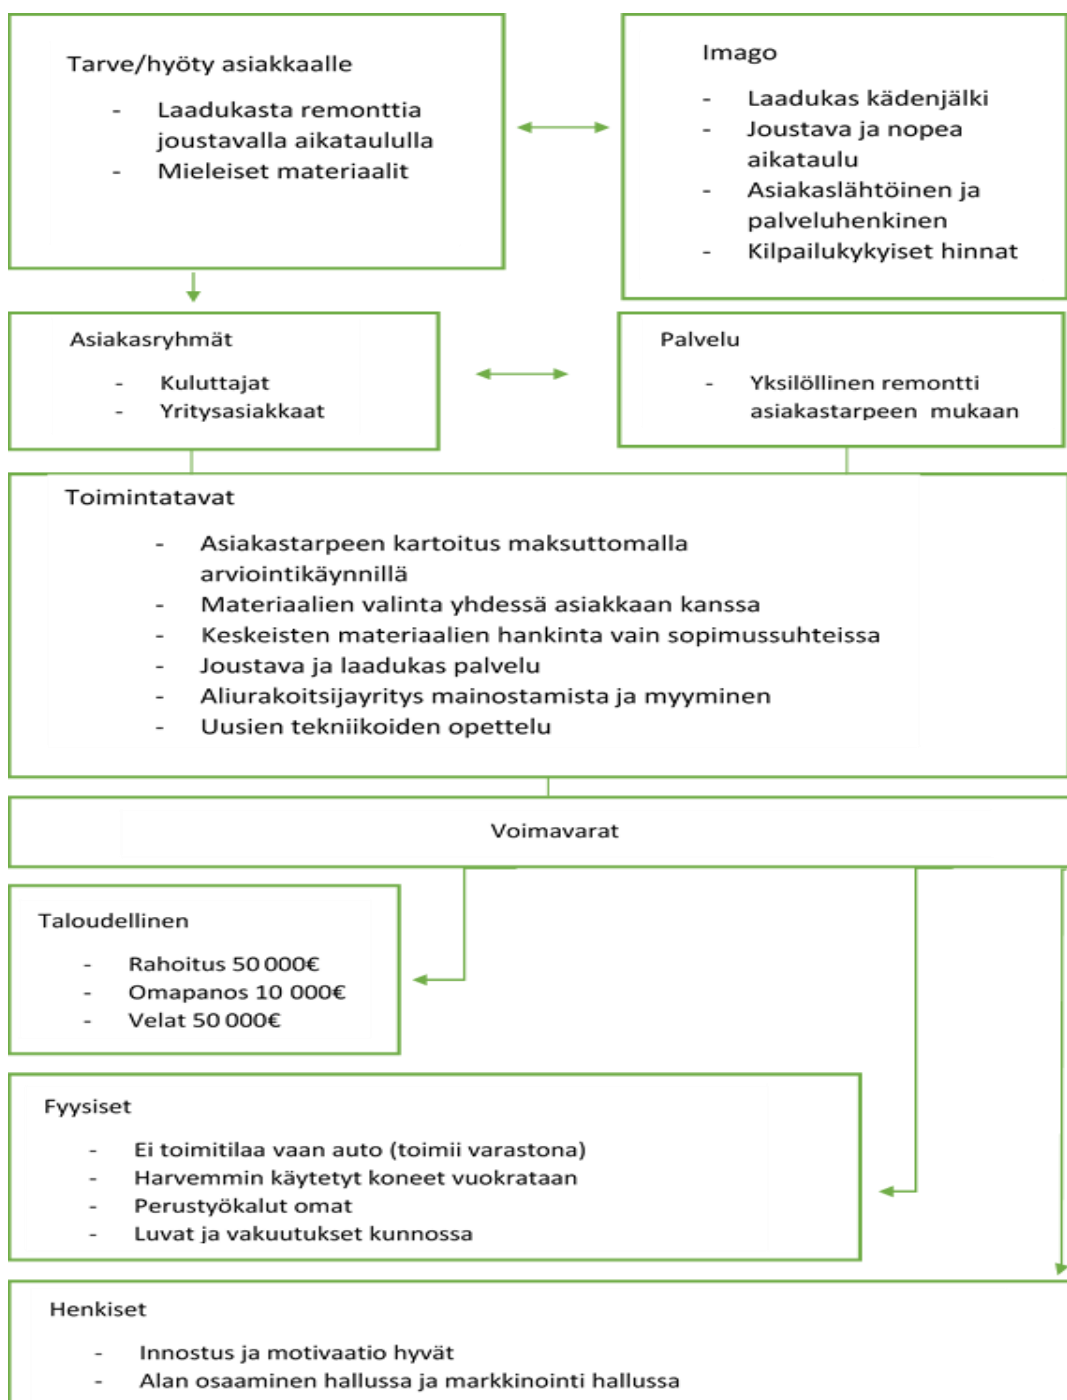 Tarve/hyöty asiakkaalle
- Laadukasta remonttia
joustavalla aikataululla
- Mieleiset materiaalit
Imago
- Laadukas kädenjälki
- Joustava ja nopea
aikataulu
- Asiakaslähtöinen ja
palveluhenkinen
- Kilpailukykyiset hinnat
Asiakasryhmät
- Kuluttajat
- Yritysasiakkaat
Palvelu
- Yksilöllinen remontti
asiakastarpeen mukaan
Toimintatavat
- Asiakastarpeen kartoitus maksuttomalla
arviointikäynnillä
- Materiaalien valinta yhdessä asiakkaan kanssa
- Keskeisten materiaalien hankinta vain sopimussuhteissa
- Joustava ja laadukas palvelu
- Aliurakoitsijayritys mainostamista ja myyminen
- Uusien tekniikoiden opettelu
Voimavarat
Taloudellinen
- Rahoitus 50 000€
- Omapanos 10 000€
- Velat 50 000€
Fyysiset
- Ei toimitilaa vaan auto (toimii varastona)
- Harvemmin käytetyt koneet vuokrataan
- Perustyökalut omat
- Luvat ja vakuutukset kunnossa
Henkiset
- Innostus ja motivaatio hyvät
- Alan osaaminen hallussa ja markkinointi hallussa